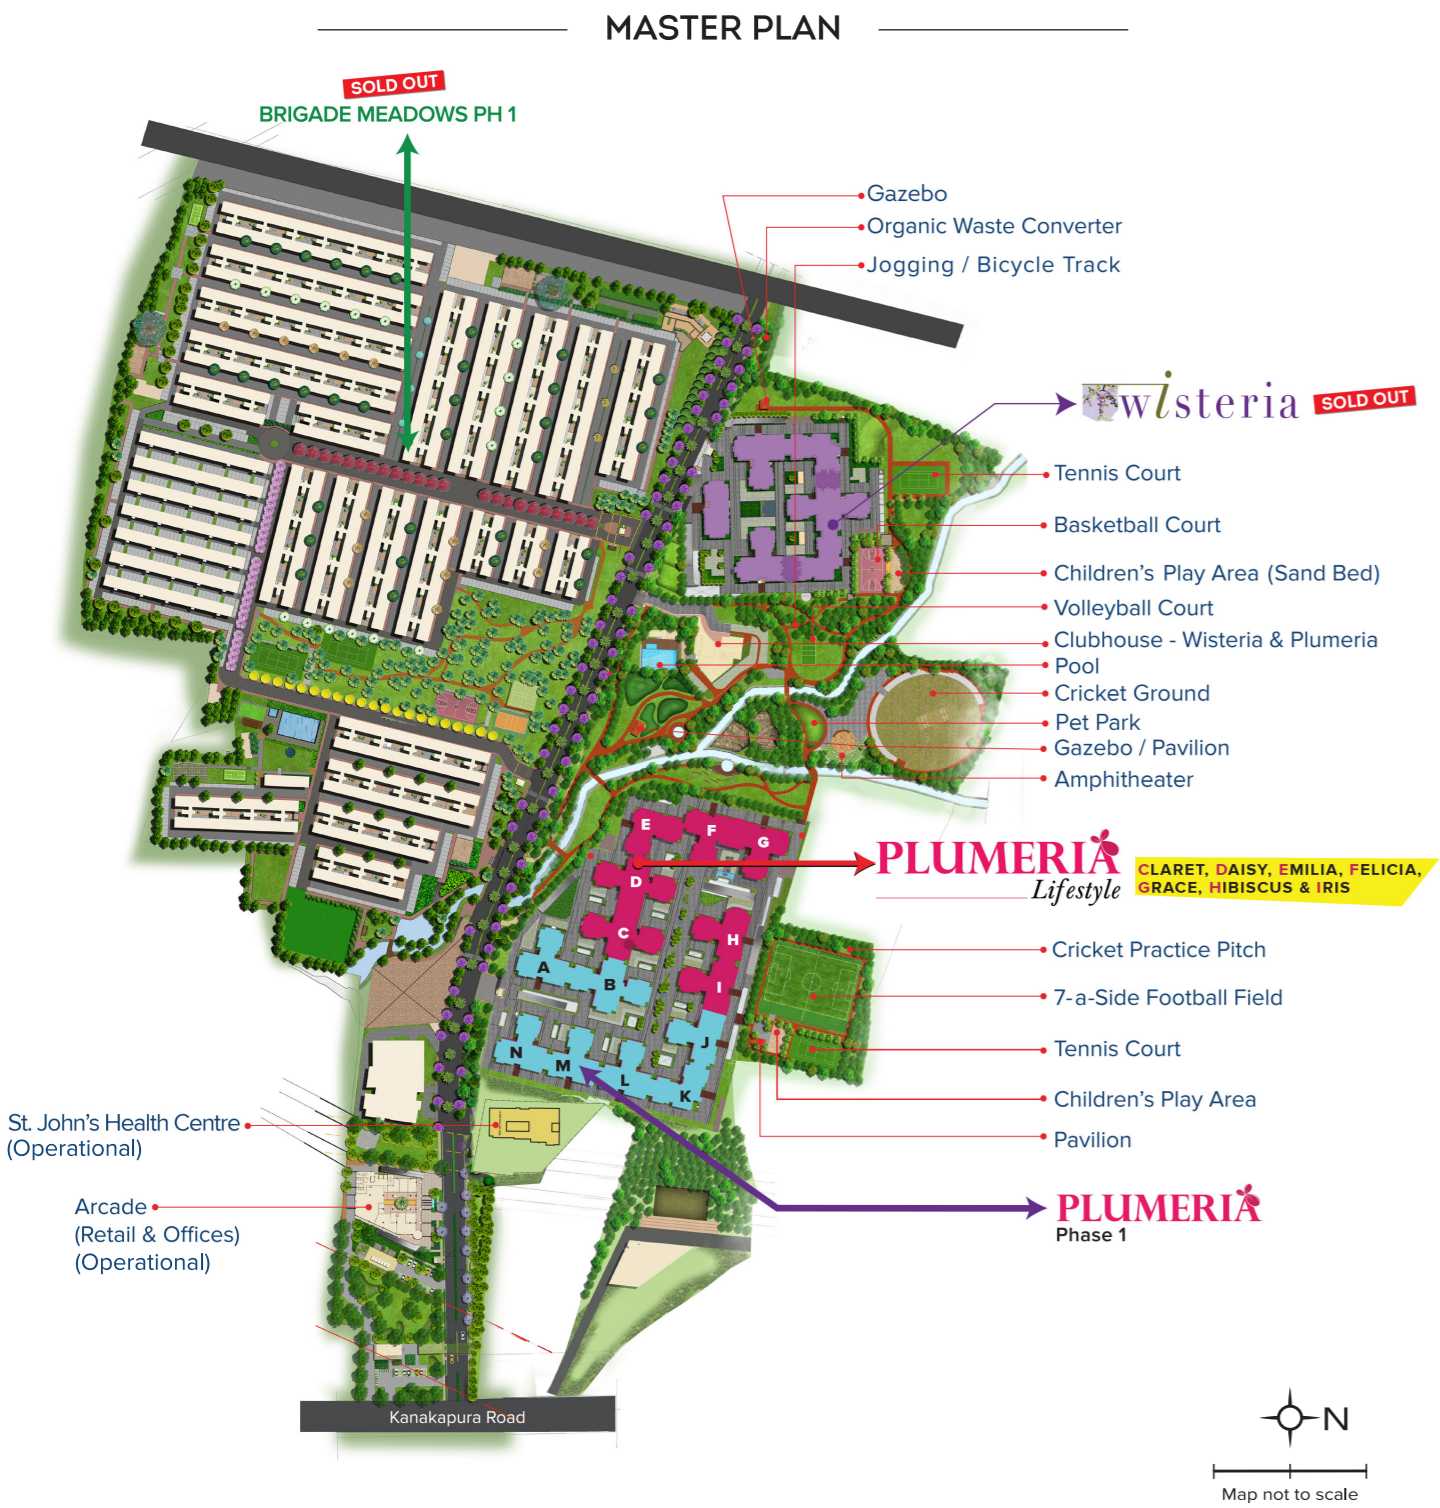 MASTER PLAN
SOLD OUT
BRIGADE MEADOWS PH 1
Gazebo
Organic Waste Converter
Jogging / Bicycle Track
wisteria
SOLD OUT
Tennis Court
Basketball Court
Children's Play Area (Sand Bed)
Volleyball Court
Clubhouse - Wisteria & Plumeria
Pool
Cricket Ground
Pet Park
Gazebo / Pavilion
Amphitheater
E
F
G
D
C
H
I
A
B
J
N
M
L
K
PLUMERIA
Lifestyle
CLARET, DAISY, EMILIA, FELICIA,
GRACE, HIBISCUS & IRIS
Cricket Practice Pitch
7-a-Side Football Field
Tennis Court
Children's Play Area
Pavilion
St. John's Health Centre
(Operational)
Arcade
(Retail & Offices)
(Operational)
PLUMERIA
Phase 1
Kanakapura Road
N
Map not to scale